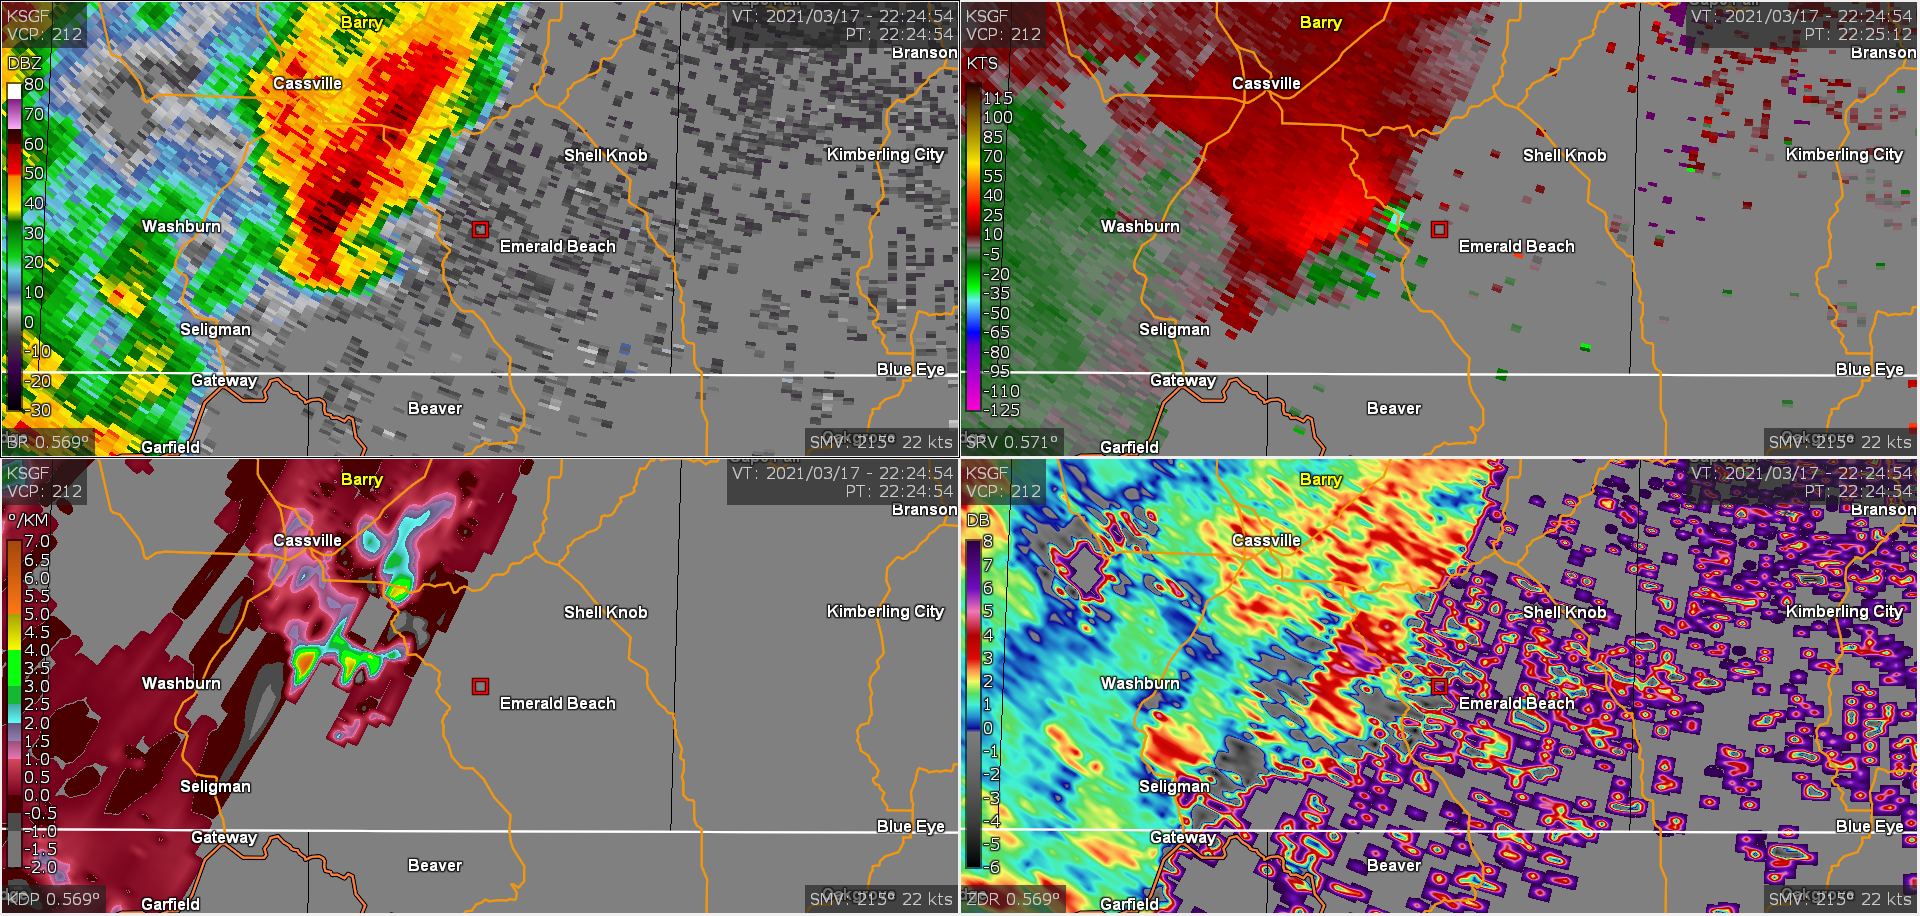 KSGF
VCP: 212
Barry
VT: 2021/03/17 - 22:24:54
PT: 22:24:54
Branson
DBZ
80
70
60
50
40
30
20
10
0
-10
-20
-30
Cassville
Shell Knob
Kimberling City
Washburn
Emerald Beach
Seligman
Blue Eye
Gateway
Beaver
Garfield
BR 0.569°
Oakgrove
SMV: 215° 22 kts
KSGF
VCP: 212
Barry
VT: 2021/03/17 - 22:24:54
PT: 22:25:12
Branson
KTS
115
100
85
70
55
40
25
10
-5
-20
-35
-50
-65
-80
-95
-110
-125
Cassville
Shell Knob
Kimberling City
Washburn
Emerald Beach
Seligman
Blue Eye
Gateway
Beaver
Garfield
SRV 0.571°
Oakgrove
SMV: 215° 22 kts
KSGF
VCP: 212
Barry
VT: 2021/03/17 - 22:24:54
PT: 22:24:54
Branson
°/KM
7.0
6.5
6.0
5.5
5.0
4.5
4.0
3.5
3.0
2.5
2.0
1.5
1.0
0.5
0.0
-0.5
-1.0
-1.5
-2.0
Cassville
Shell Knob
Kimberling City
Washburn
Emerald Beach
Seligman
Blue Eye
Gateway
Beaver
Garfield
KDP 0.569°
Oakgrove
SMV: 215° 22 kts
KSGF
VCP: 212
Barry
VT: 2021/03/17 - 22:24:54
PT: 22:24:54
Branson
DB
8
7
6
5
4
3
2
1
0
-1
-2
-3
-4
-5
-6
Cassville
Shell Knob
Kimberling City
Washburn
Emerald Beach
Seligman
Blue Eye
Gateway
Beaver
Garfield
ZDR 0.569°
Oakgrove
SMV: 215° 22 kts